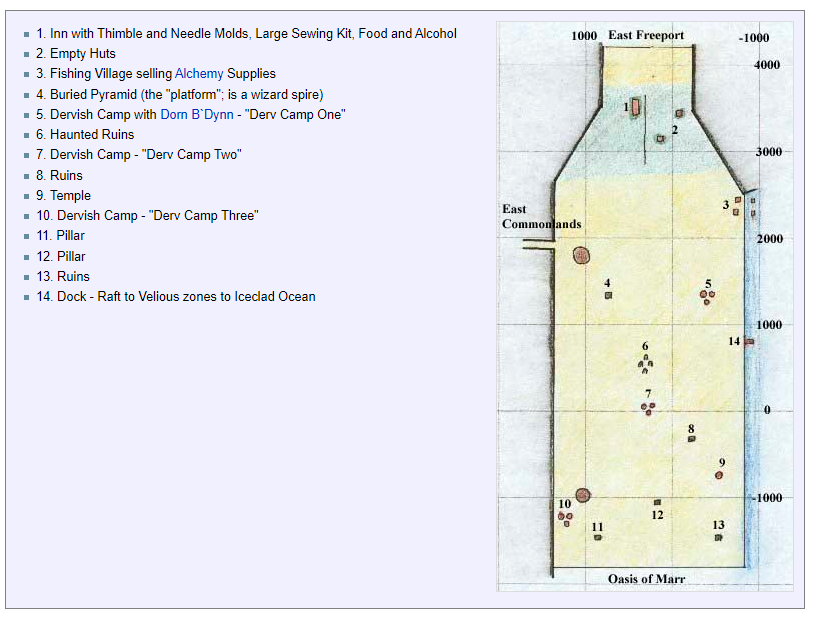 1. Inn with Thimble and Needle Molds, Large Sewing Kit, Food and Alcohol
2. Empty Huts
3. Fishing Village selling Alchemy Supplies
4. Buried Pyramid (the "platform"; is a wizard spire)
5. Dervish Camp with Dorn B`Dynn - "Derv Camp One"
6. Haunted Ruins
7. Dervish Camp - "Derv Camp Two"
8. Ruins
9. Temple
10. Dervish Camp - "Derv Camp Three"
11. Pillar
12. Pillar
13. Ruins
14. Dock - Raft to Velious zones to Iceclad Ocean
1000 East Freeport -1000
4000
1
2
3000
3
East
Commonlands
2000
4
5
1000
14
6
7
0
8
9
-1000
10
12
11
13
Oasis of Marr